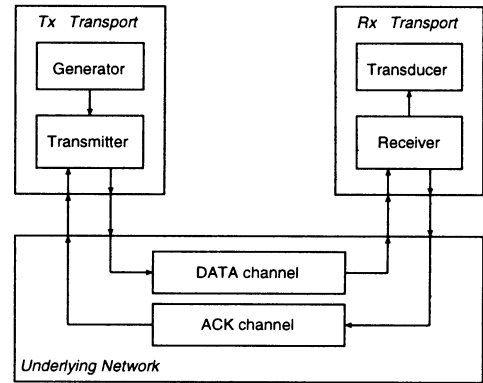 Tx Transport
Rx Transport
Generator
Transducer
Transmitter
Receiver
DATA channel
ACK channel
Underlying Network